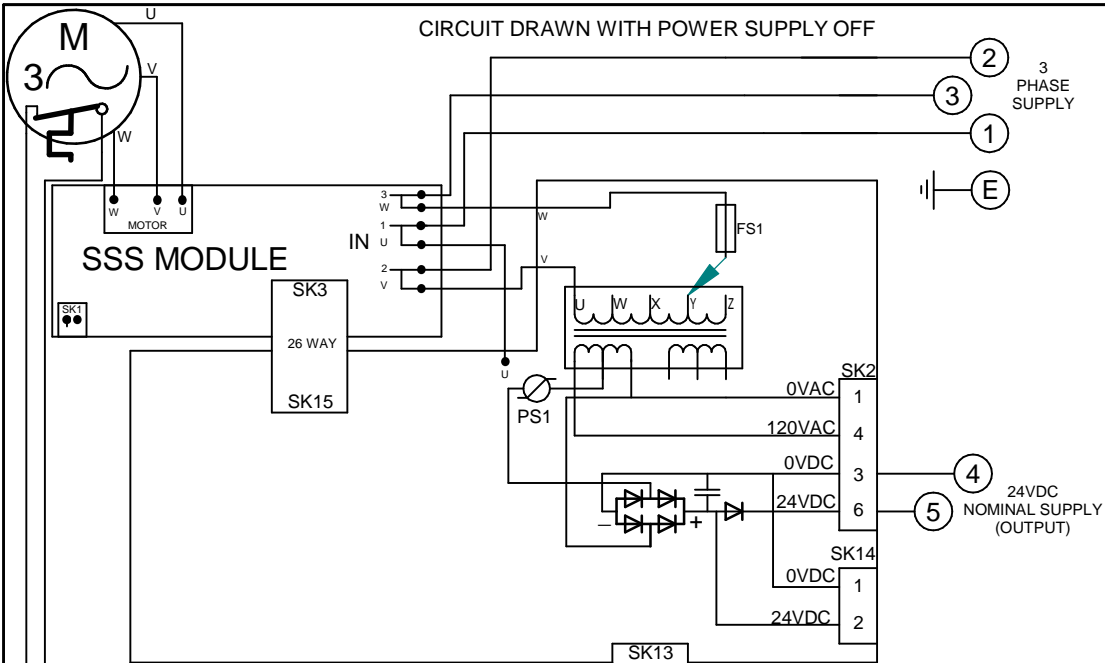 CIRCUIT DRAWN WITH POWER SUPPLY OFF
U
M
3
V
W
2
3
1
E
3
PHASE
SUPPLY
W V U
MOTOR
SSS MODULE
IN
3
W
1
U
2
V
W
V
FS1
SK3
26 WAY
SK15
SK1
U W X Y Z
U
PS1
SK2
0VAC 1
120VAC 4
0VDC 3
24VDC 6
4
5
24VDC
NOMINAL SUPPLY
(OUTPUT)
– +
SK14
0VDC 1
24VDC 2
SK13